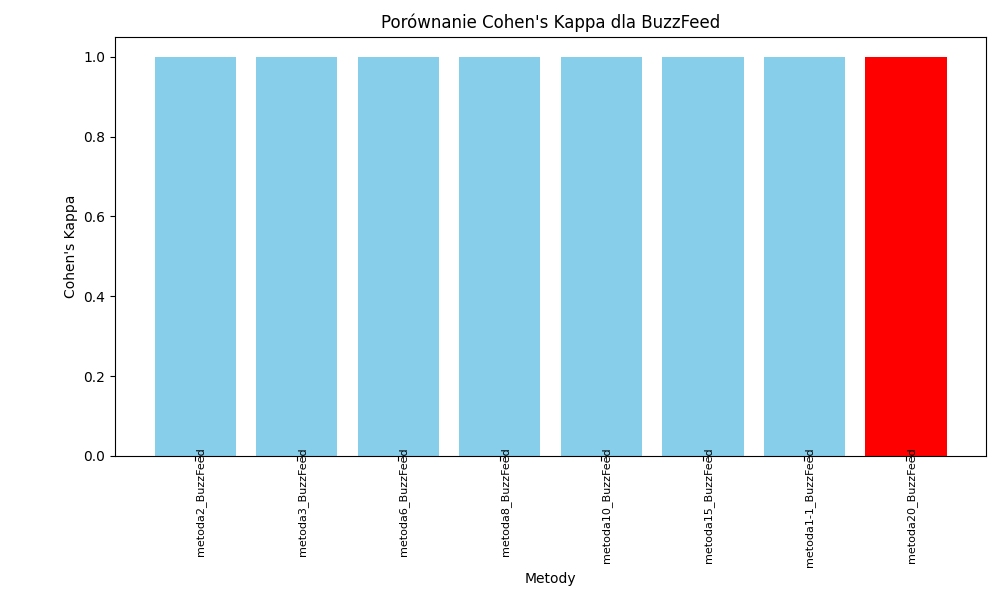 Porównanie Cohen's Kappa dla BuzzFeed
Cohen's Kappa
1.0
0.8
0.6
0.4
0.2
0.0
metoda2_BuzzFeed
metoda3_BuzzFeed
metoda6_BuzzFeed
metoda8_BuzzFeed
metoda10_BuzzFeed
metoda15_BuzzFeed
metoda1-1_BuzzFeed
metoda20_BuzzFeed
Metody